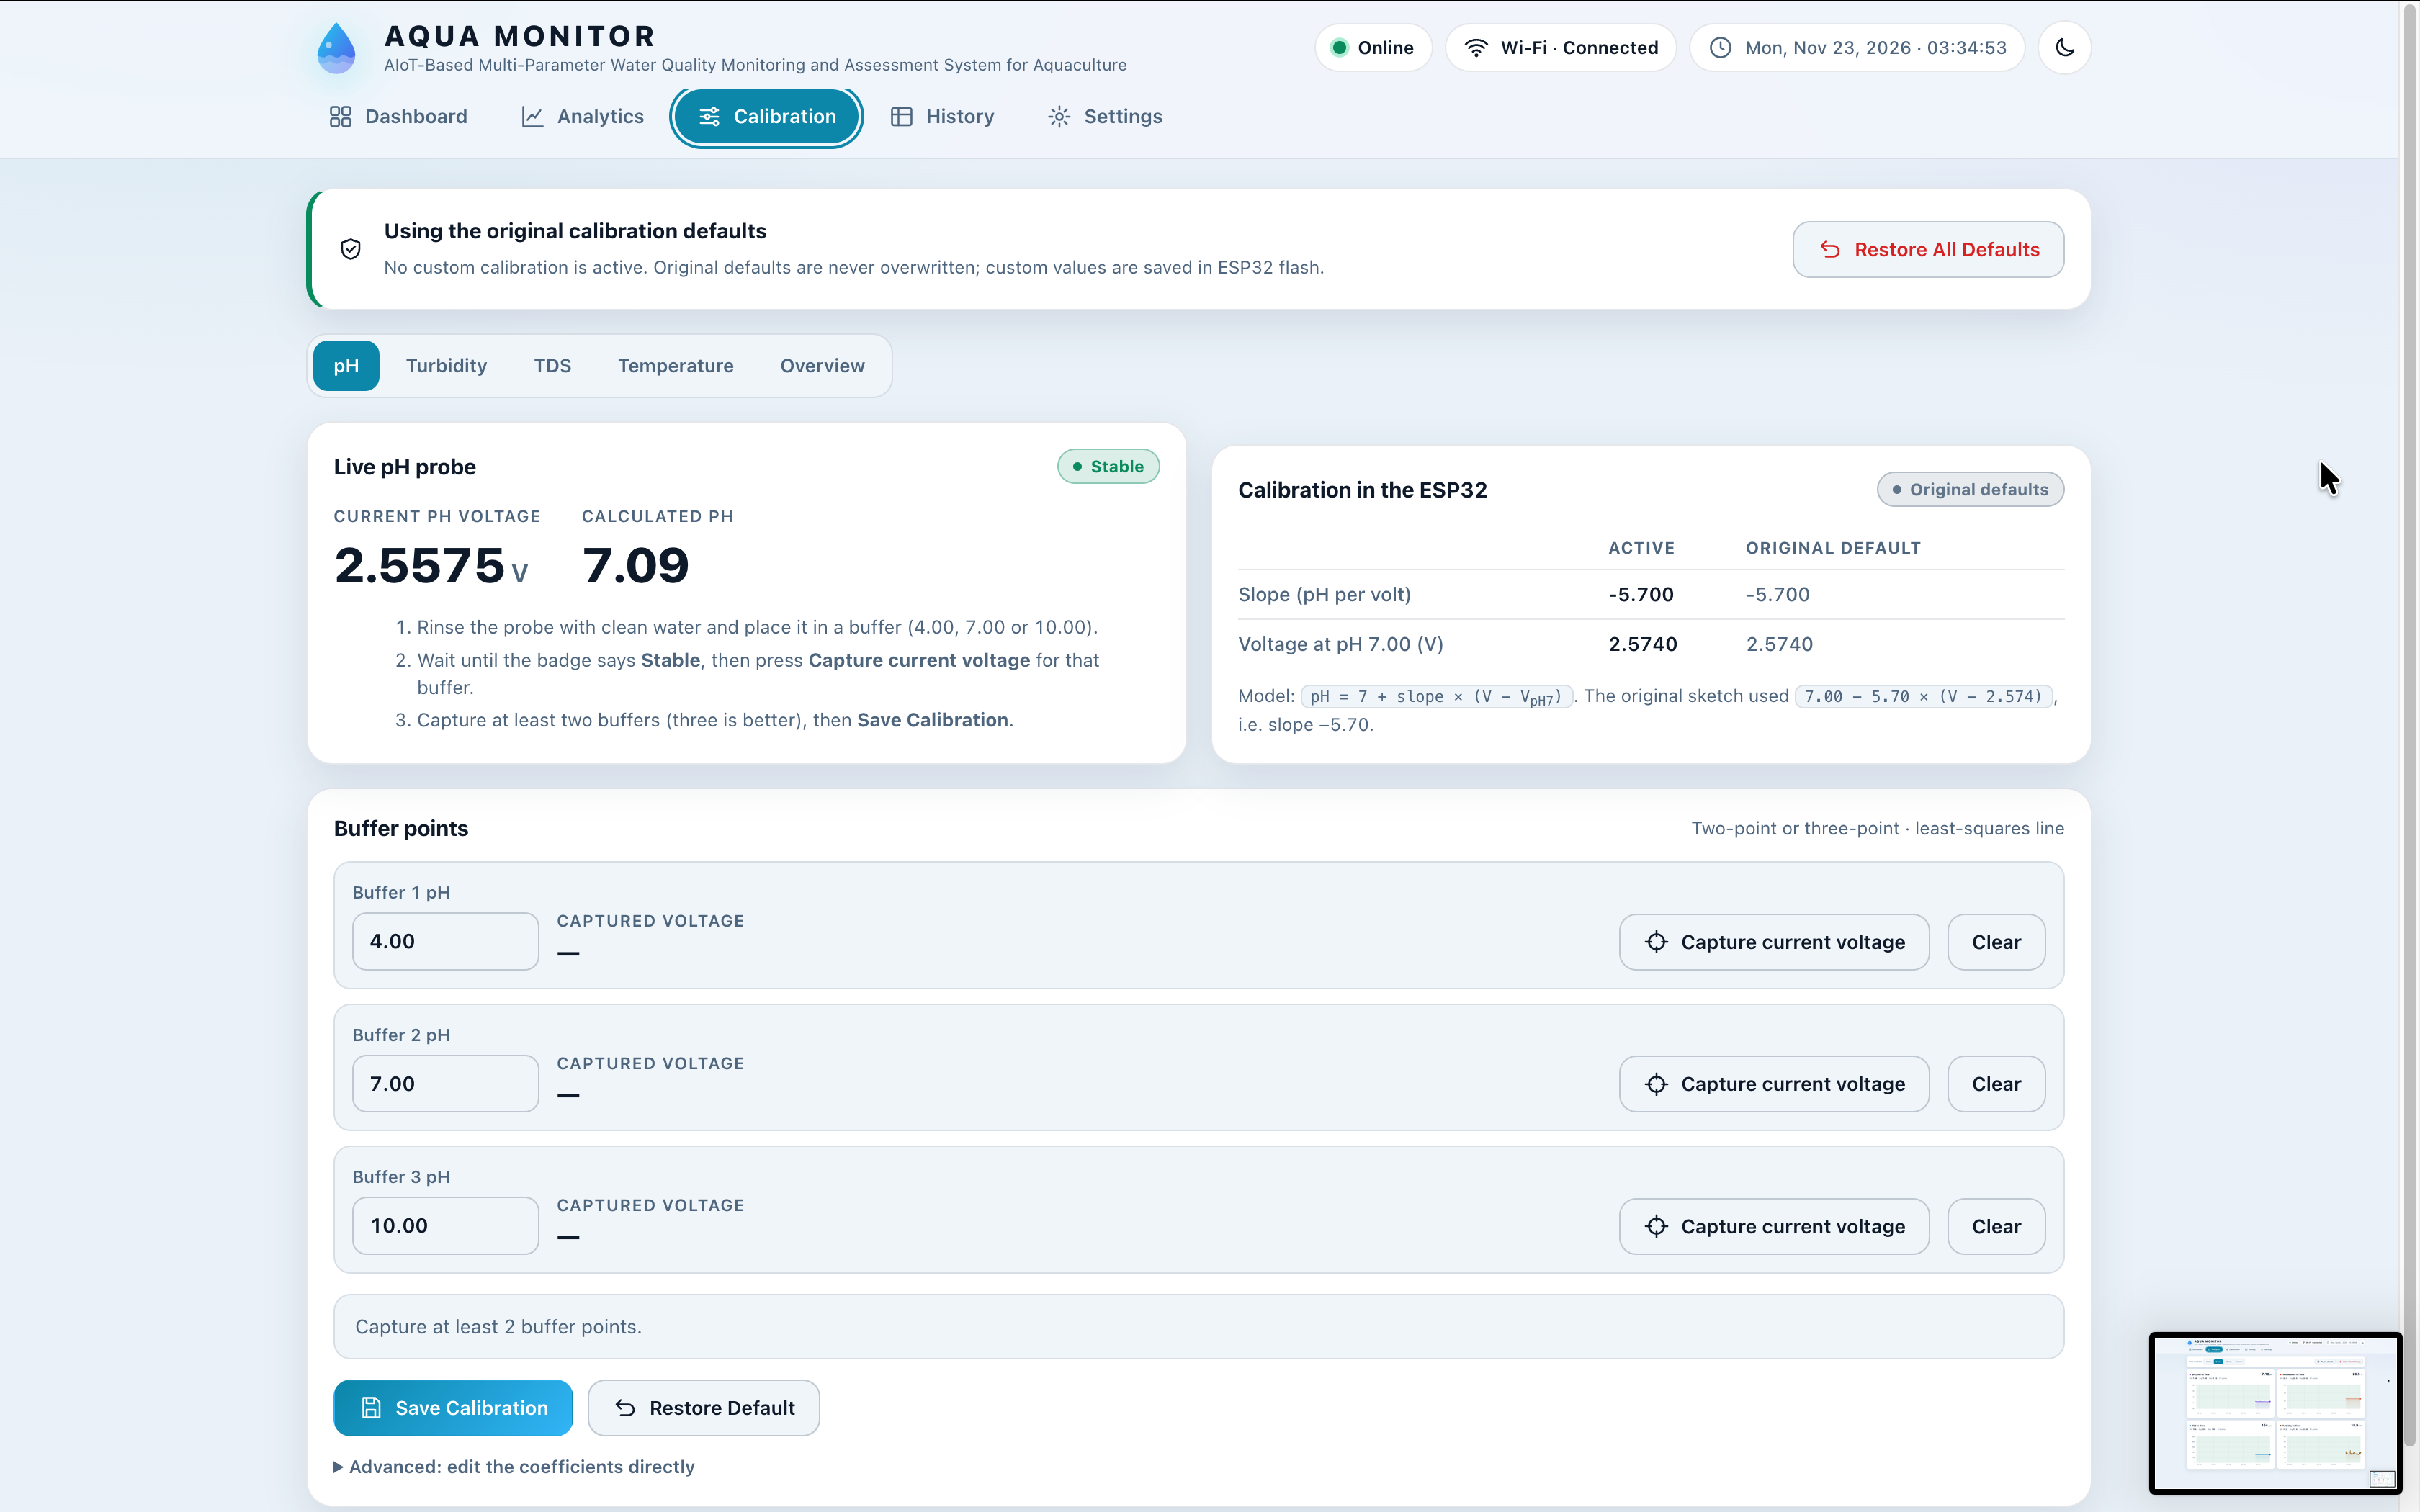 AQUA MONITOR
AIoT-Based Multi-Parameter Water Quality Monitoring and Assessment System for Aquaculture
Online
Wi-Fi · Connected
Mon, Nov 23, 2026 · 03:34:53
Dashboard
Analytics
Calibration
History
Settings
Using the original calibration defaults
No custom calibration is active. Original defaults are never overwritten; custom values are saved in ESP32 flash.
Restore All Defaults
pH
Turbidity
TDS
Temperature
Overview
Live pH probe
Stable
CURRENT PH VOLTAGE
CALCULATED PH
2.5575 V
7.09
1. Rinse the probe with clean water and place it in a buffer (4.00, 7.00 or 10.00).
2. Wait until the badge says Stable, then press Capture current voltage for that
buffer.
3. Capture at least two buffers (three is better), then Save Calibration.
Calibration in the ESP32
Original defaults
ACTIVE
ORIGINAL DEFAULT
Slope (pH per volt)
-5.700
-5.700
Voltage at pH 7.00 (V)
2.5740
2.5740
Model: pH = 7 + slope × (V − VpH7). The original sketch used 7.00 − 5.70 × (V − 2.574),
i.e. slope −5.70.
Buffer points
Two-point or three-point · least-squares line
Buffer 1 pH
4.00
CAPTURED VOLTAGE
—
Capture current voltage
Clear
Buffer 2 pH
7.00
CAPTURED VOLTAGE
—
Capture current voltage
Clear
Buffer 3 pH
10.00
CAPTURED VOLTAGE
—
Capture current voltage
Clear
Capture at least 2 buffer points.
Save Calibration
Restore Default
Advanced: edit the coefficients directly
AQUA MONITOR